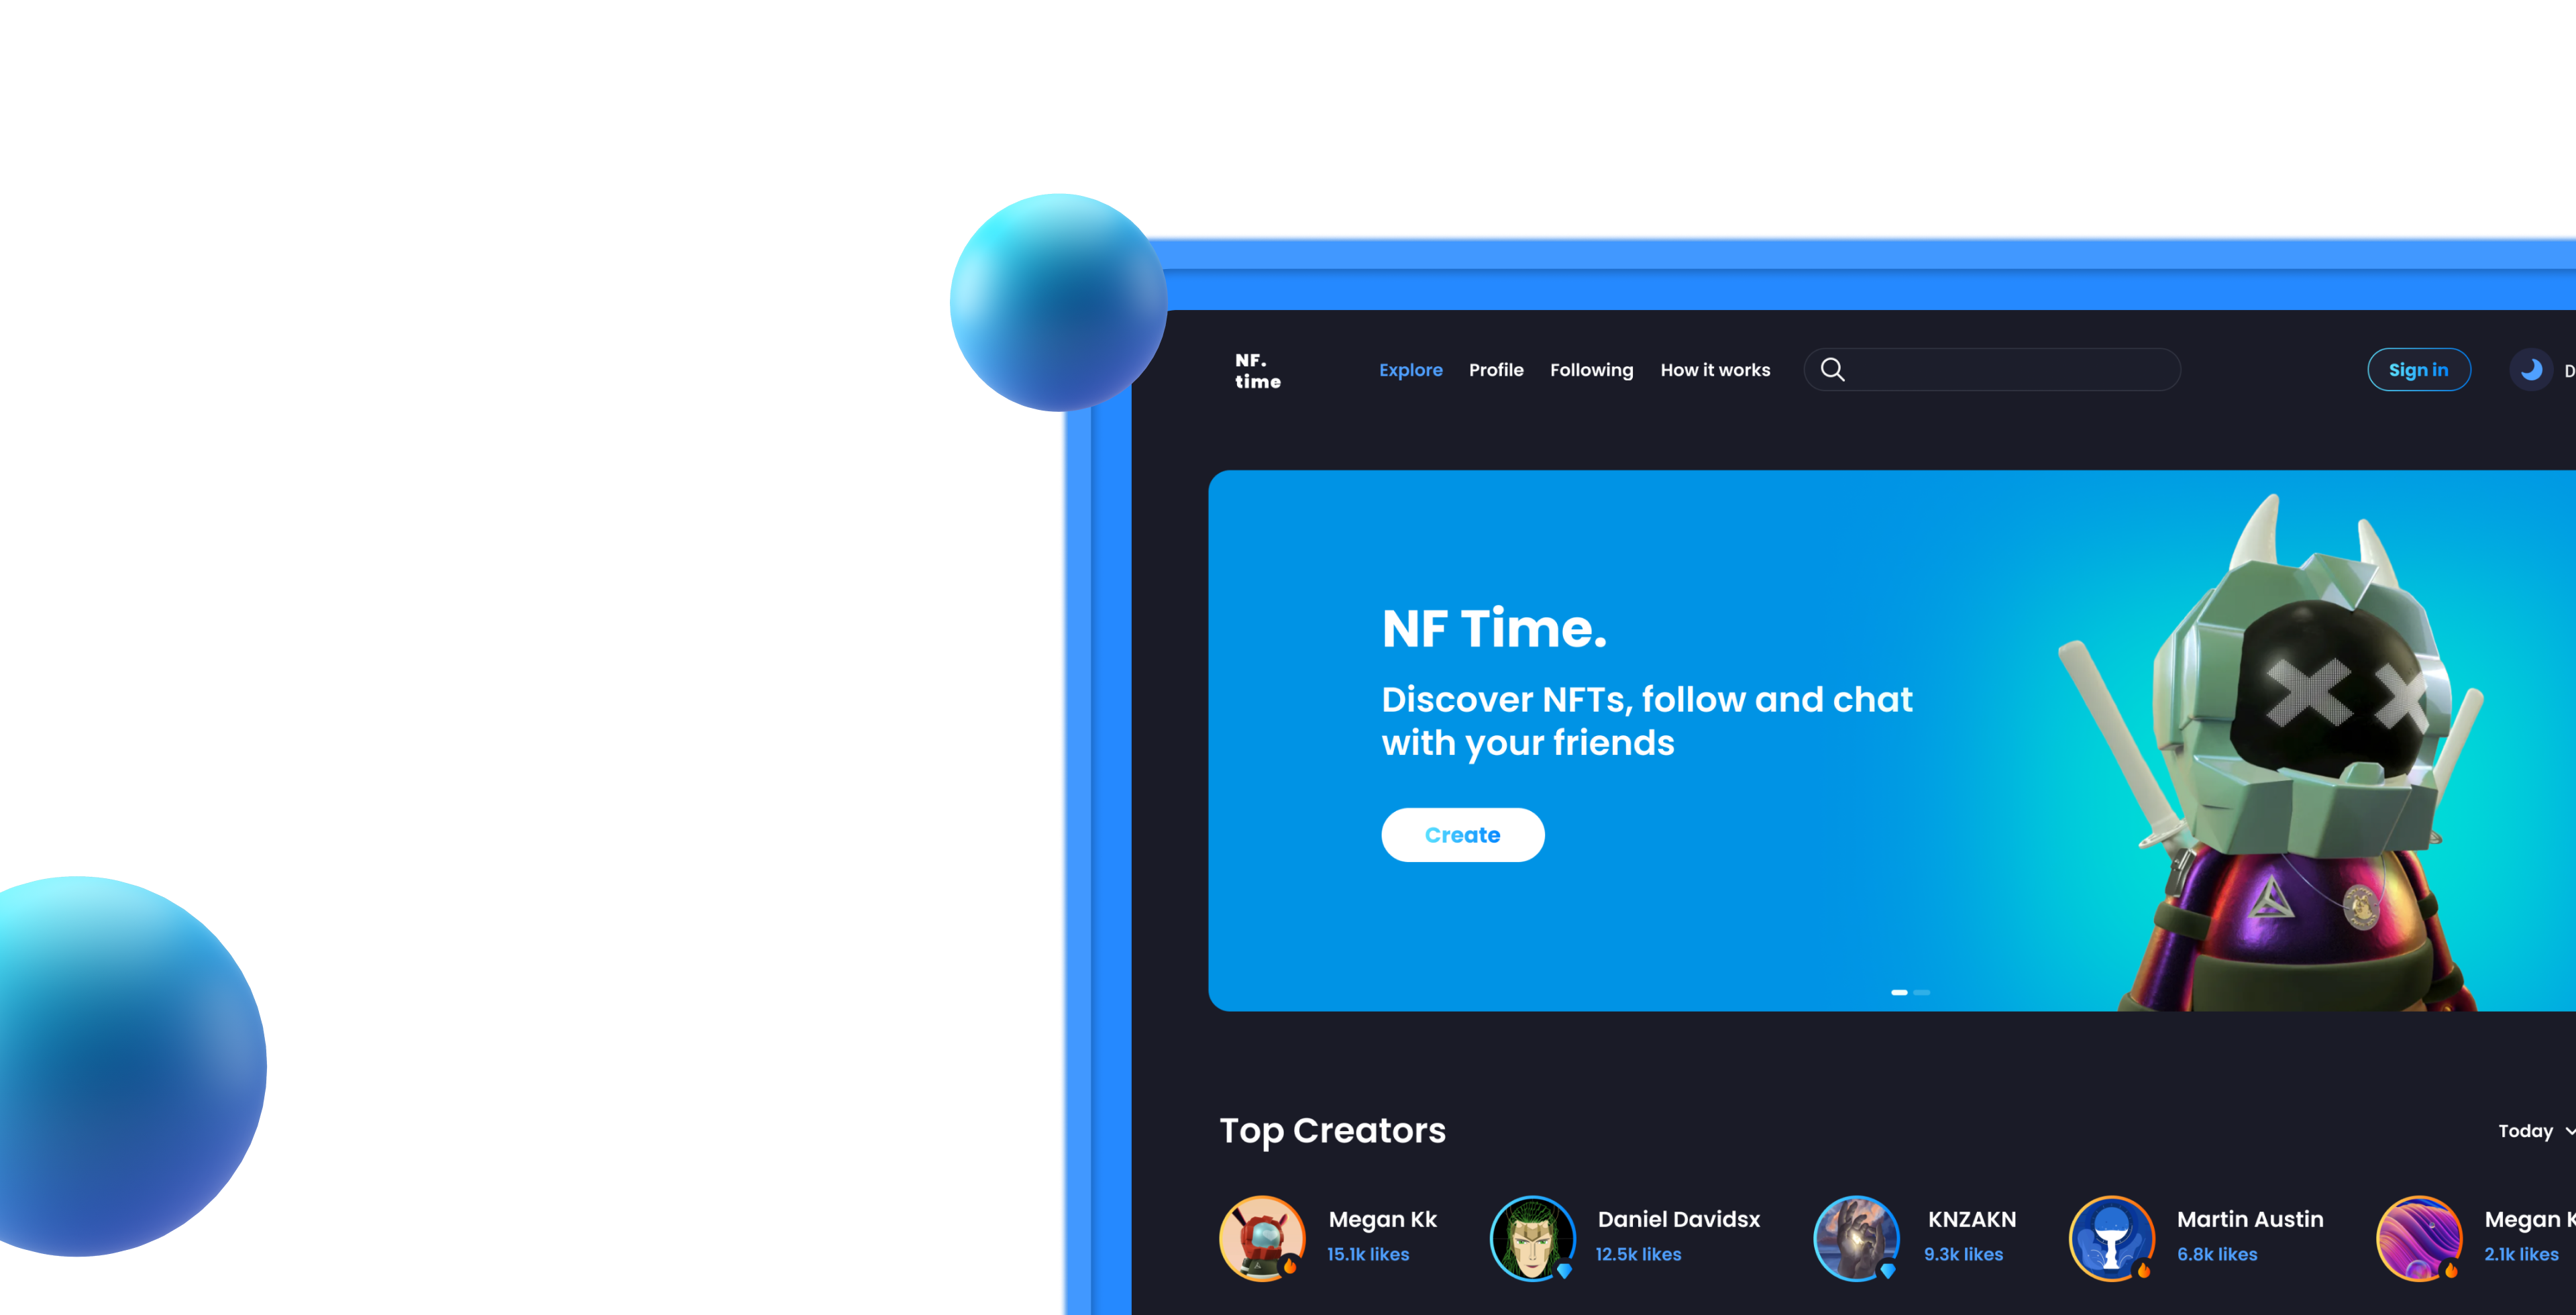 NF.
time
Explore Profile Following How it works
Sign in
NF Time.
Discover NFTs, follow and chat
with your friends
Create
Top Creators
Today
Megan Kk
15.1k likes
Daniel Davidsx
12.5k likes
KNZAKN
9.3k likes
Martin Austin
6.8k likes
Megan
2.1k likes